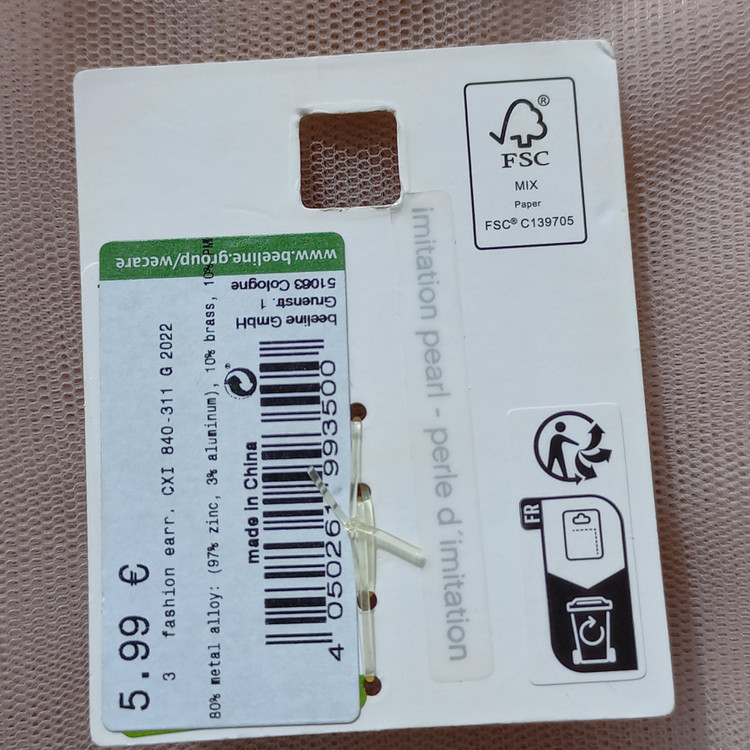 FSC®
MIX
Paper
FSC® C139705
imitation pearl - perle d´imitation
www.beeline.group/wecare
beeline GmbH
Gruenstr. 1
51063 Cologne
made in China
4 050261 993500
80% metal alloy: (97% zinc, 3% aluminum), 10% brass, 10%
3 fashion earr. CXI 840-311 G 2022
5.99 €
FR